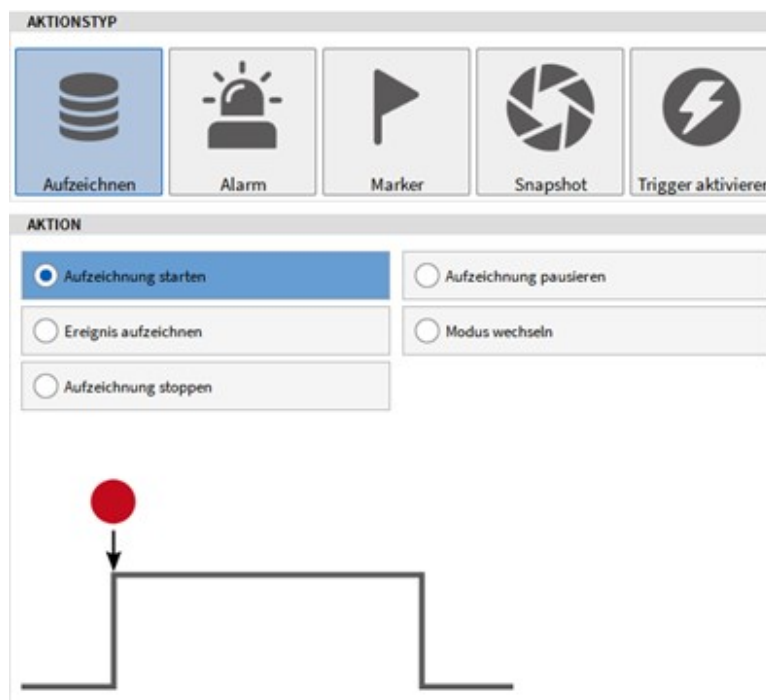 AKTIONSTYP
Aufzeichnen Alarm Marker Snapshot Trigger aktivieren
AKTION
Aufzeichnung starten Aufzeichnung pausieren
Ereignis aufzeichnen Modus wechseln
Aufzeichnung stoppen